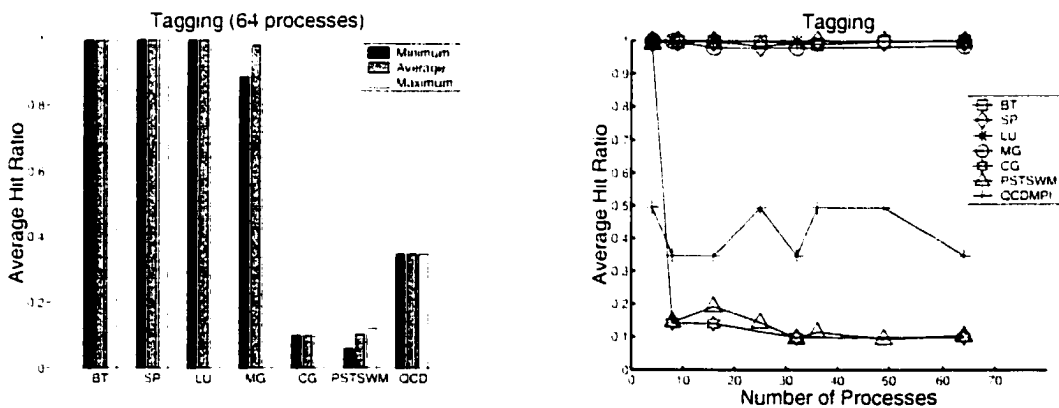 Tagging (64 processes)
1
0.8
0.6
0.4
0.2
0
Average Hit Ratio
Minimum
Average
Maximum
BT SP LU MG CG PSTSWM QCD
Tagging
1
0.9
0.8
0.7
0.6
0.5
0.4
0.3
0.2
0.1
0
Average Hit Ratio
BT
SP
LU
MG
CG
PSTSWM
QCDMPI
0 10 20 30 40 50 60 70
Number of Processes